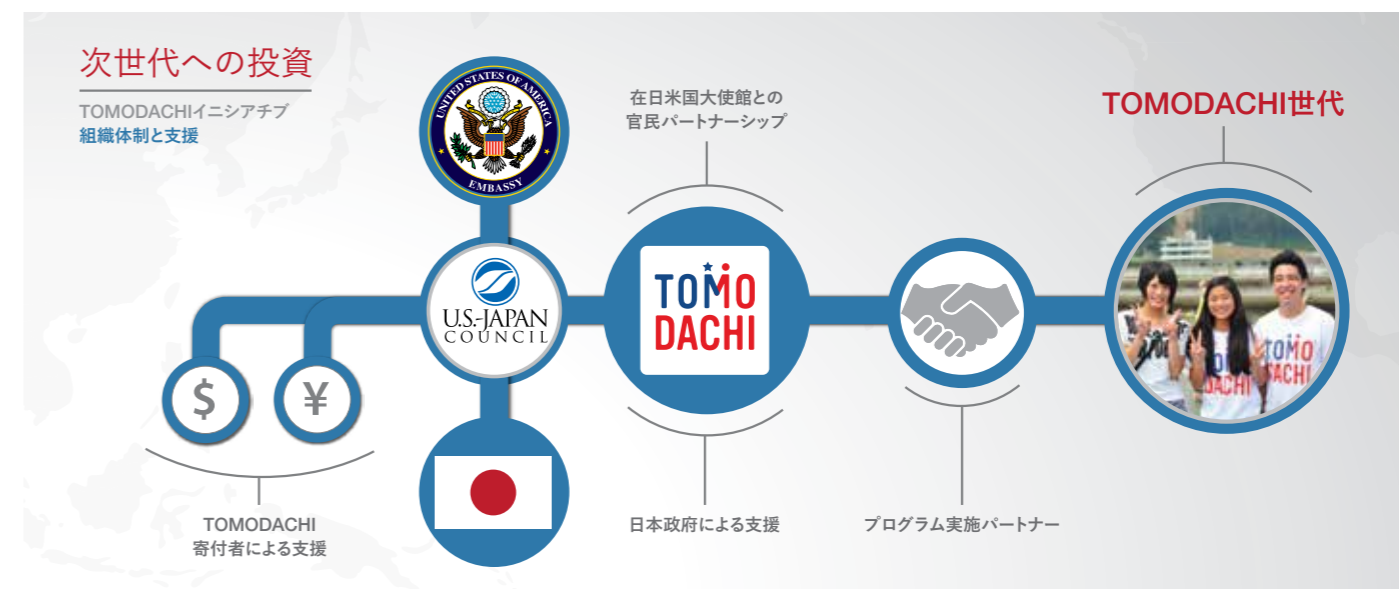 次世代への投資
TOMODACHIイニシアチブ
組織体制と支援
UNITED STATES OF AMERICA
EMBASSY
在日米国大使館との
官民パートナーシップ
TOMODACHI世代
U.S.-JAPAN
COUNCIL
TOMO
DACHI
TOMO
DACHI
$
¥
TOMODACHI
寄付者による支援
日本政府による支援
プログラム実施パートナー